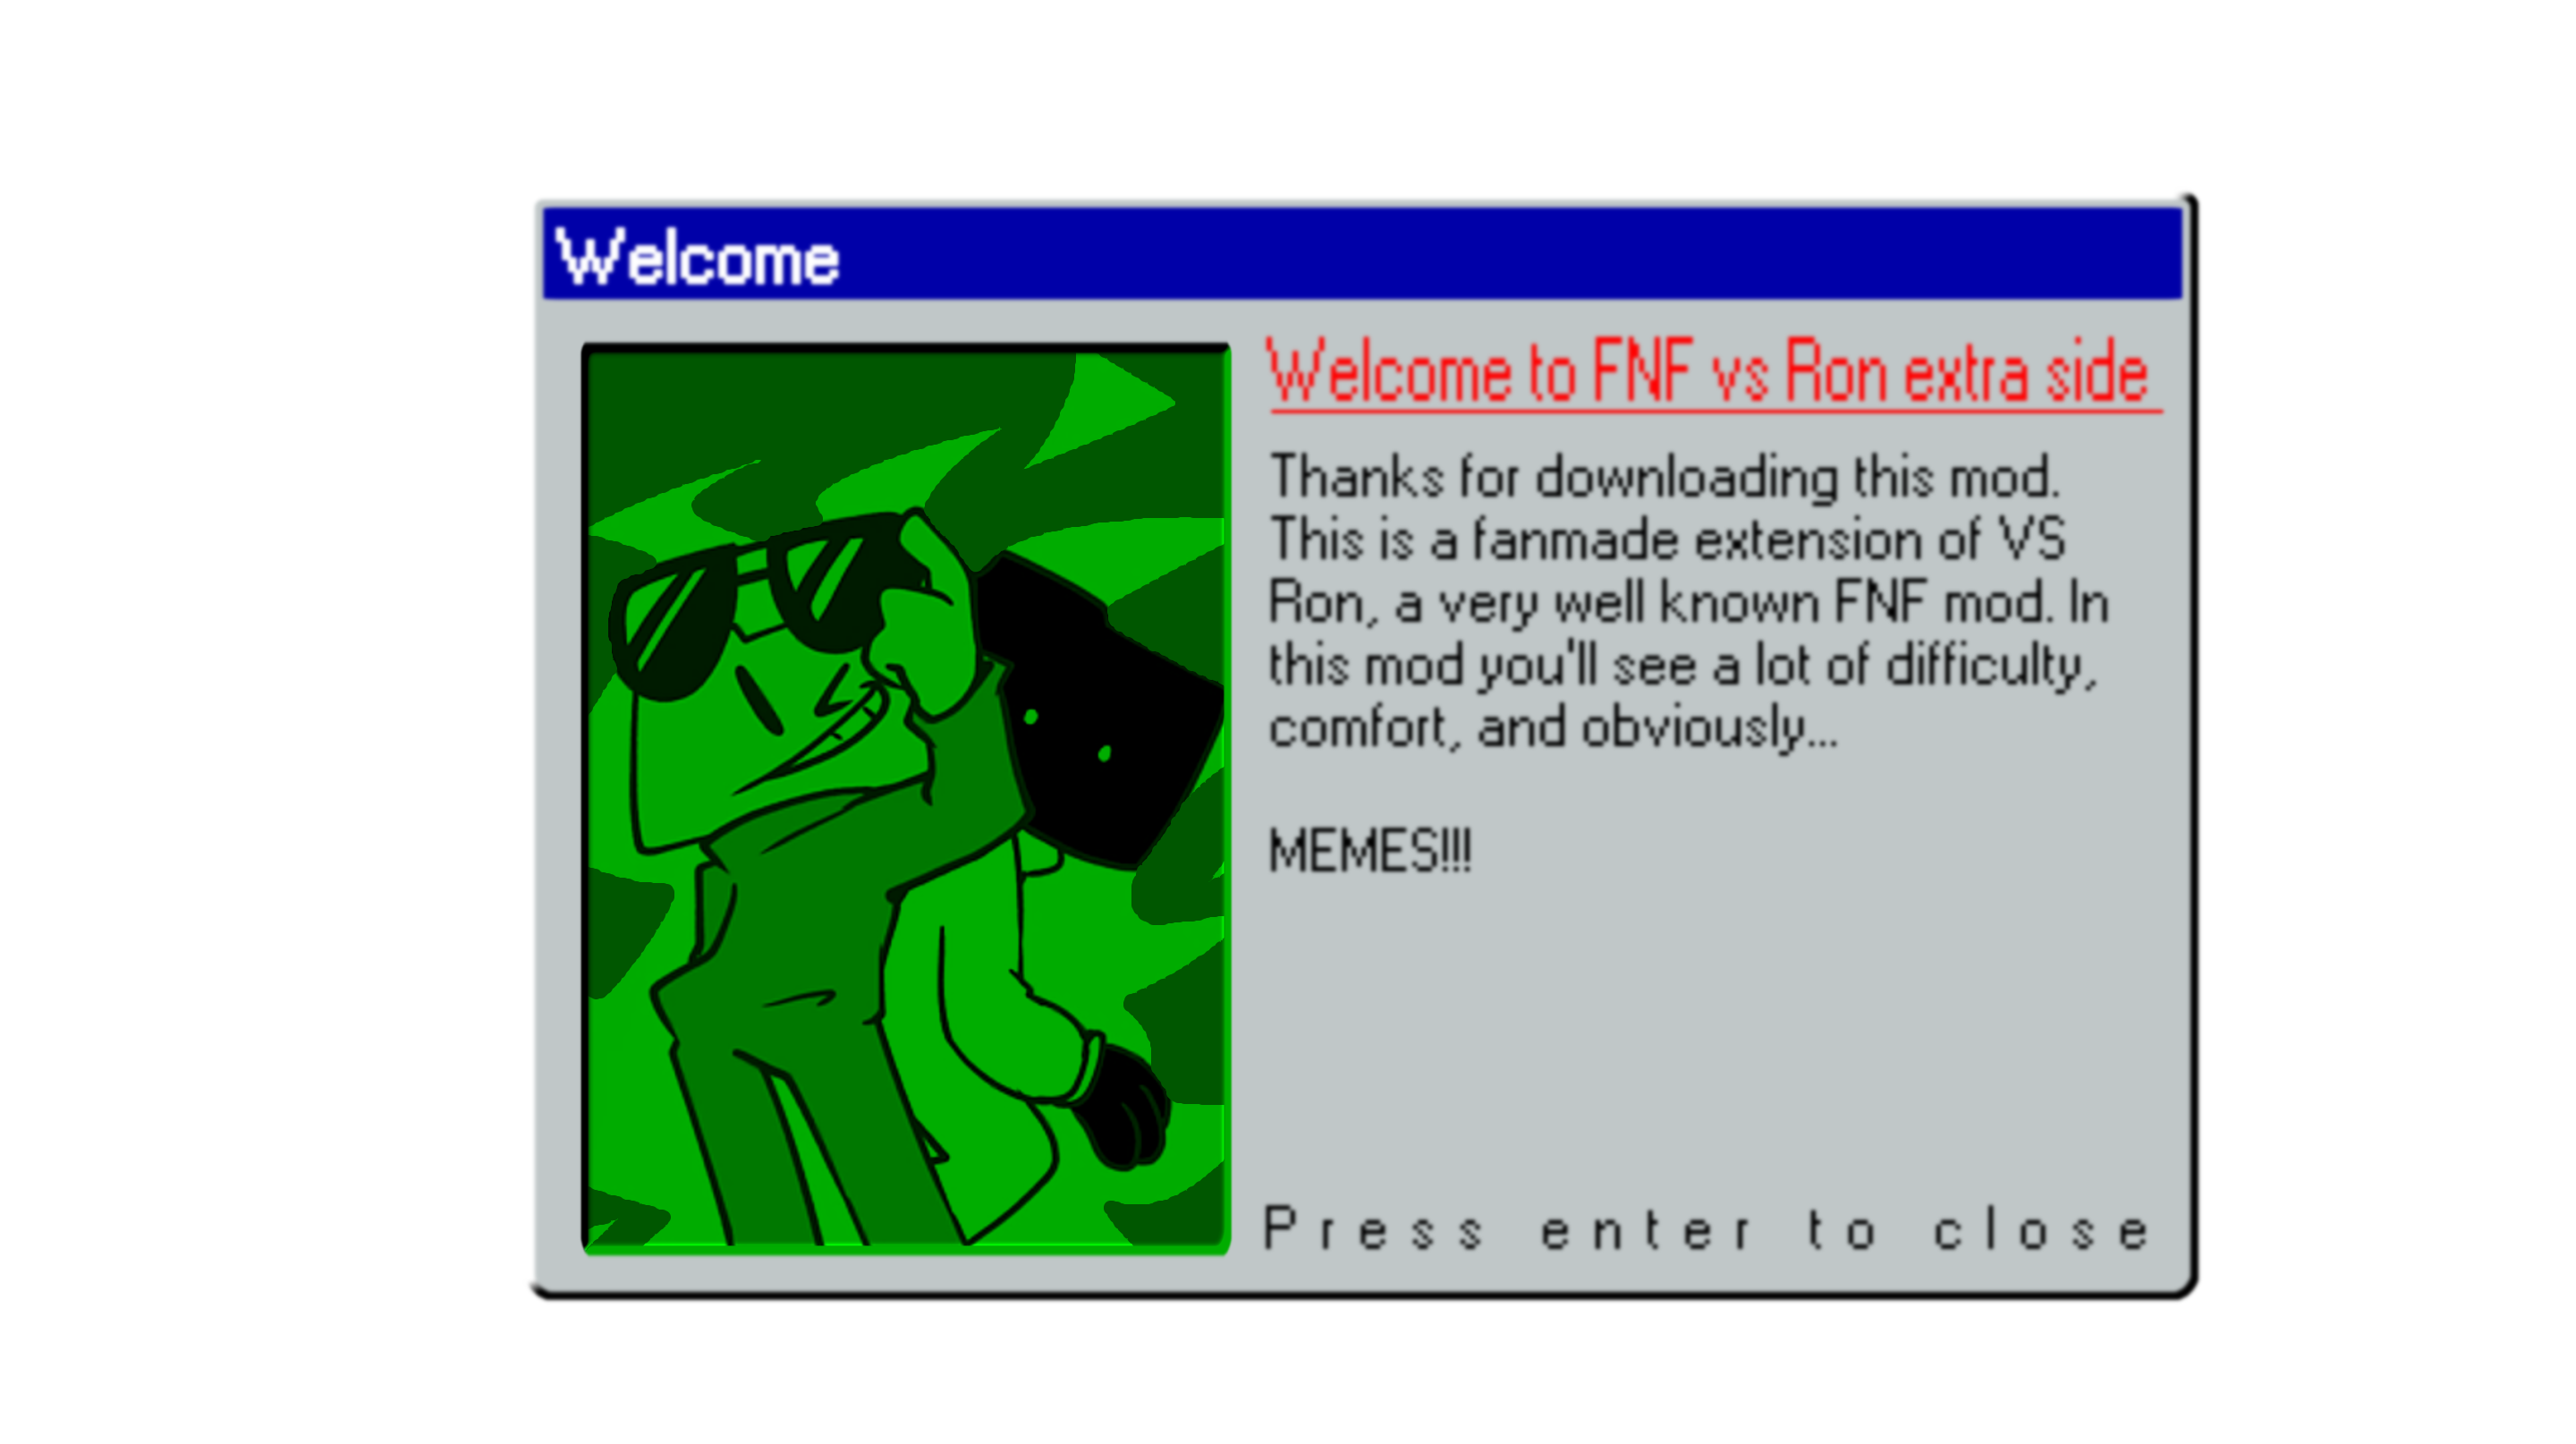 Welcome
Welcome to FNF vs Ron extra side
Thanks for downloading this mod.
This is a fanmade extension of VS
Ron, a very well known FNF mod. In
this mod you'll see a lot of difficulty,
comfort, and obviously...
MEMES!!!
Press enter to close